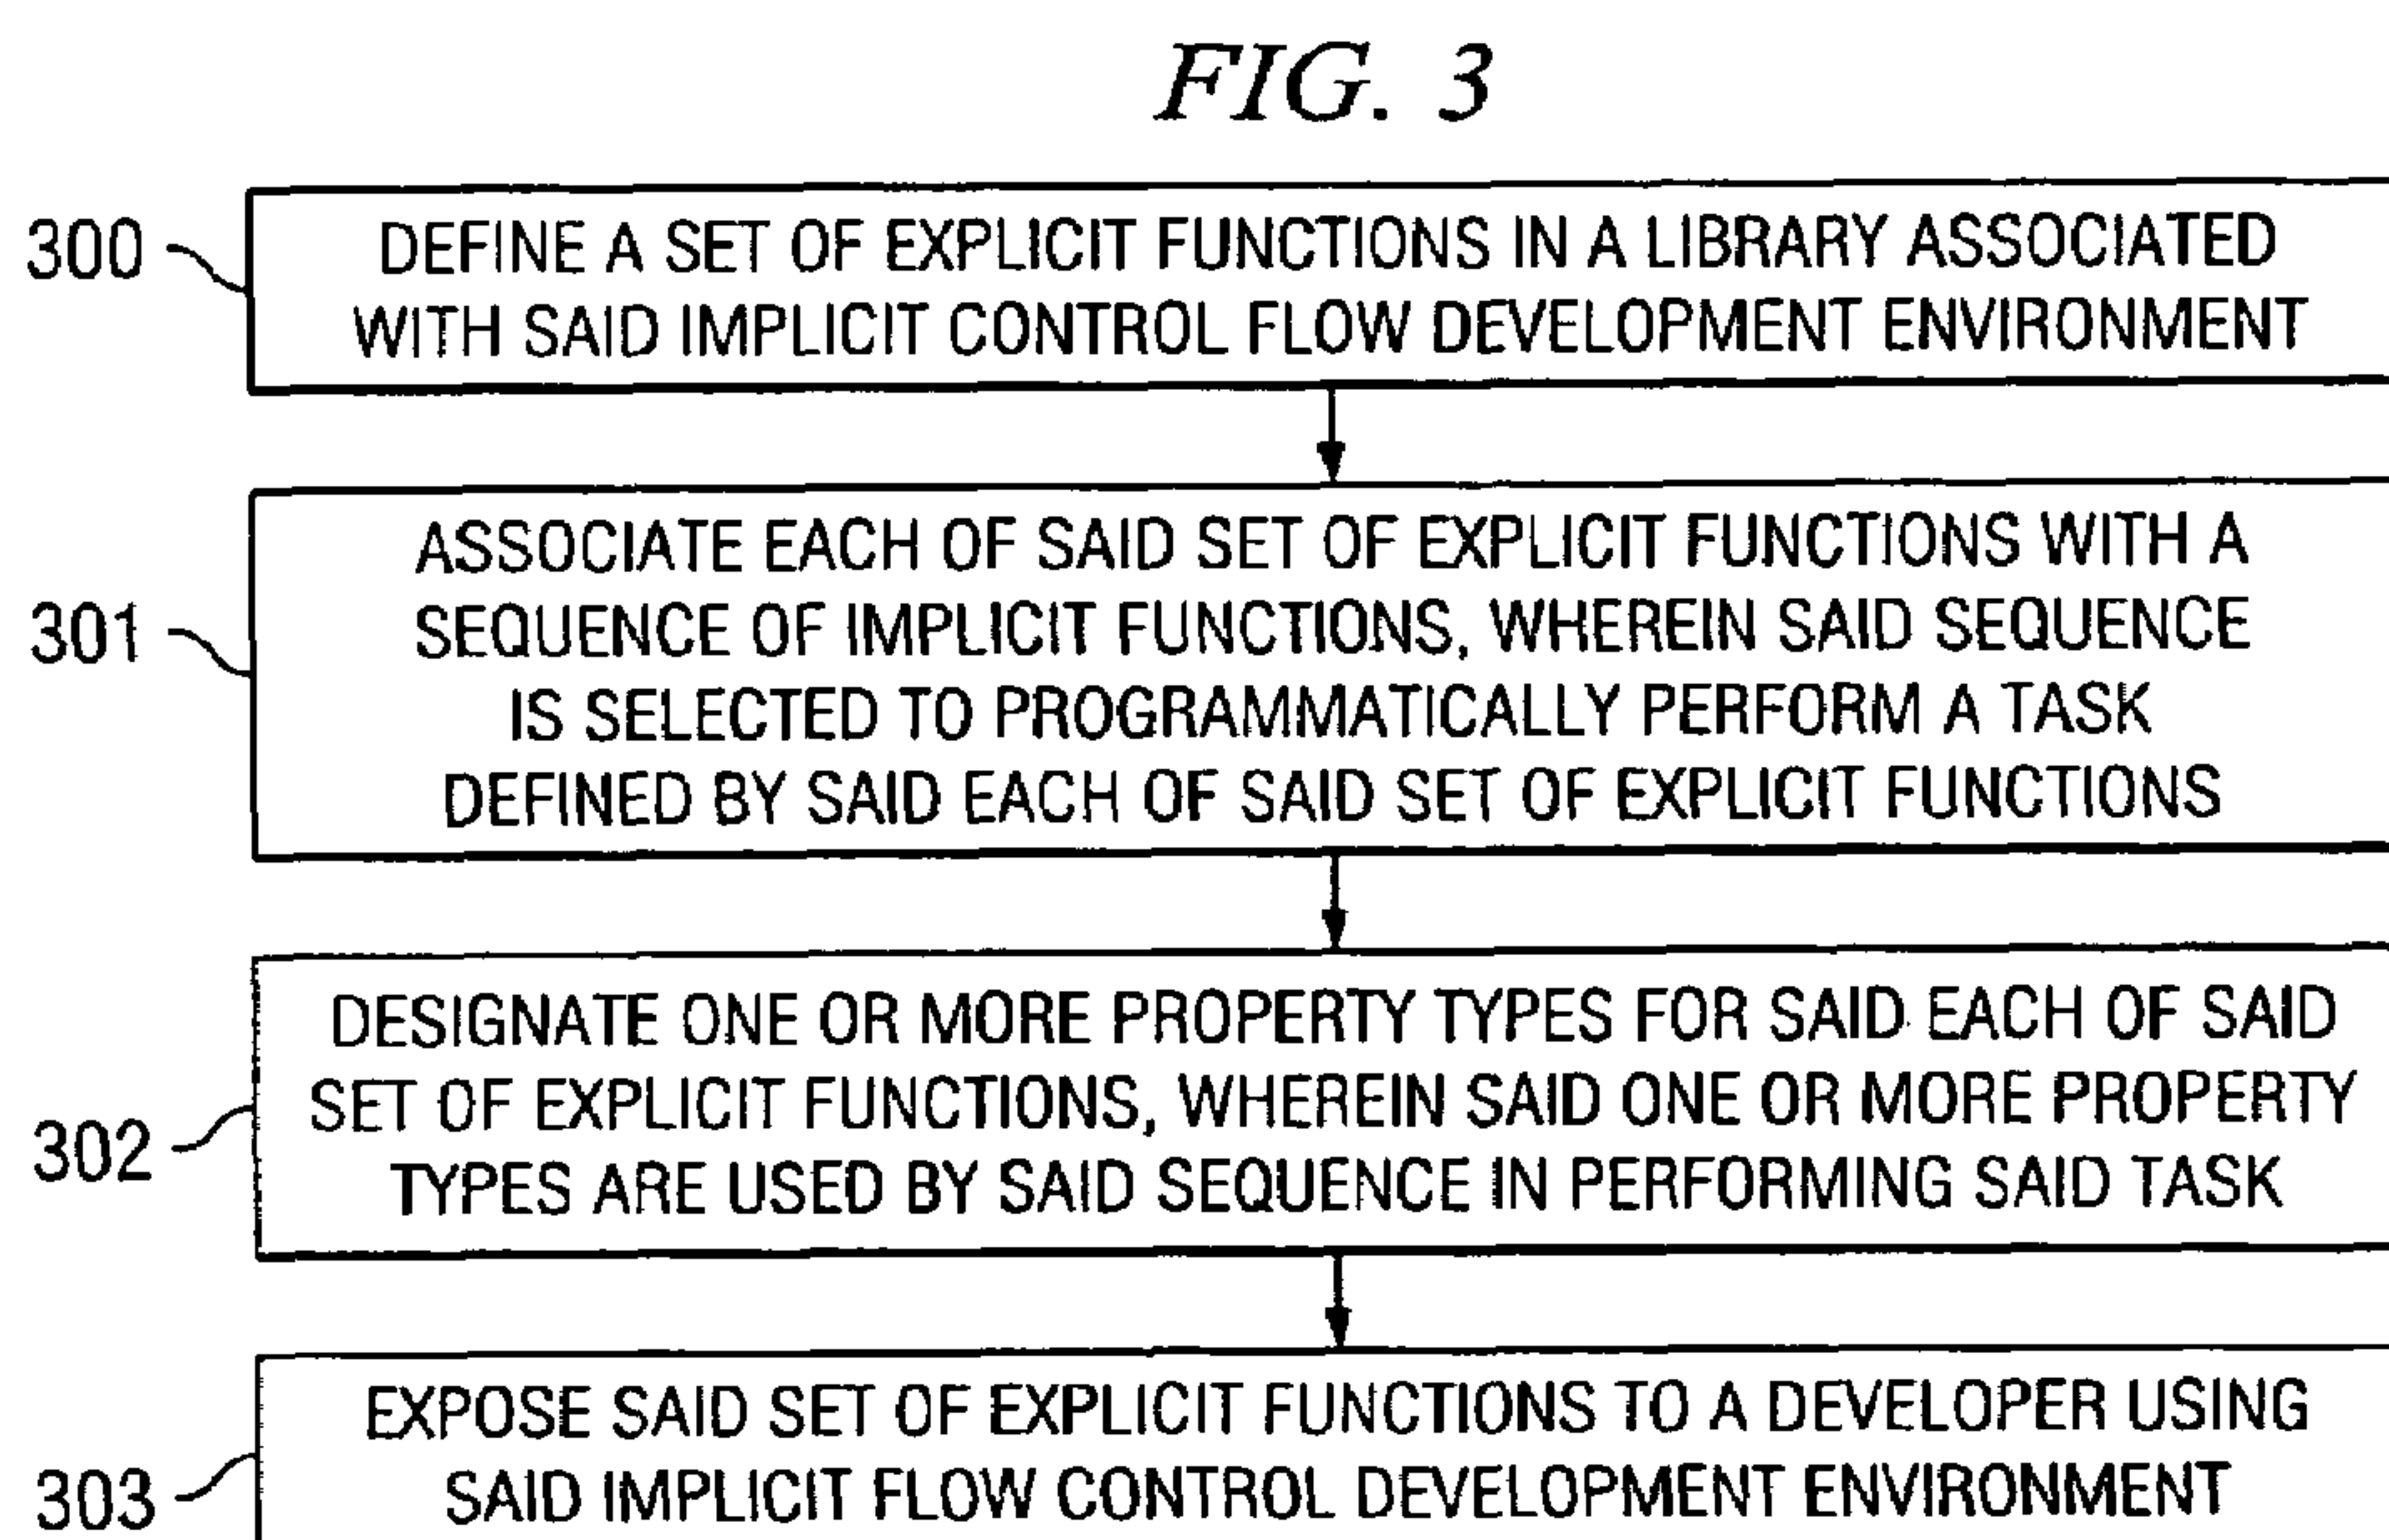 FIG. 3
300
DEFINE A SET OF EXPLICIT FUNCTIONS IN A LIBRARY ASSOCIATED
WITH SAID IMPLICIT CONTROL FLOW DEVELOPMENT ENVIRONMENT
301
ASSOCIATE EACH OF SAID SET OF EXPLICIT FUNCTIONS WITH A
SEQUENCE OF IMPLICIT FUNCTIONS, WHEREIN SAID SEQUENCE
IS SELECTED TO PROGRAMMATICALLY PERFORM A TASK
DEFINED BY SAID EACH OF SAID SET OF EXPLICIT FUNCTIONS
302
DESIGNATE ONE OR MORE PROPERTY TYPES FOR SAID EACH OF SAID
SET OF EXPLICIT FUNCTIONS, WHEREIN SAID ONE OR MORE PROPERTY
TYPES ARE USED BY SAID SEQUENCE IN PERFORMING SAID TASK
303
EXPOSE SAID SET OF EXPLICIT FUNCTIONS TO A DEVELOPER USING
SAID IMPLICIT FLOW CONTROL DEVELOPMENT ENVIRONMENT